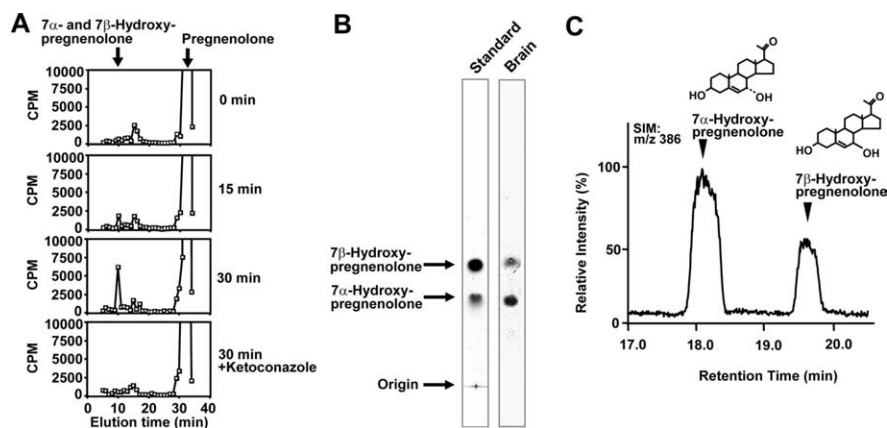 A
7α- and 7β-Hydroxy-
pregnenolone
Pregnenolone
10000
7500
5000
2500
0
CPM
0 min
10000
7500
5000
2500
0
CPM
15 min
10000
7500
5000
2500
0
CPM
30 min
10000
7500
5000
2500
0
CPM
30 min
+Ketoconazole
0 10 20 30 40
Elution time (min)
B
Standard
Brain
7β-Hydroxy-
pregnenolone
7α-Hydroxy-
pregnenolone
Origin
C
O
HO
OH
SIM:
m/z 386
7α-Hydroxy-
pregnenolone
O
HO
OH
7β-Hydroxy-
pregnenolone
100
50
0
Relative Intensity (%)
17.0 18.0 19.0 20.0
Retention Time (min)